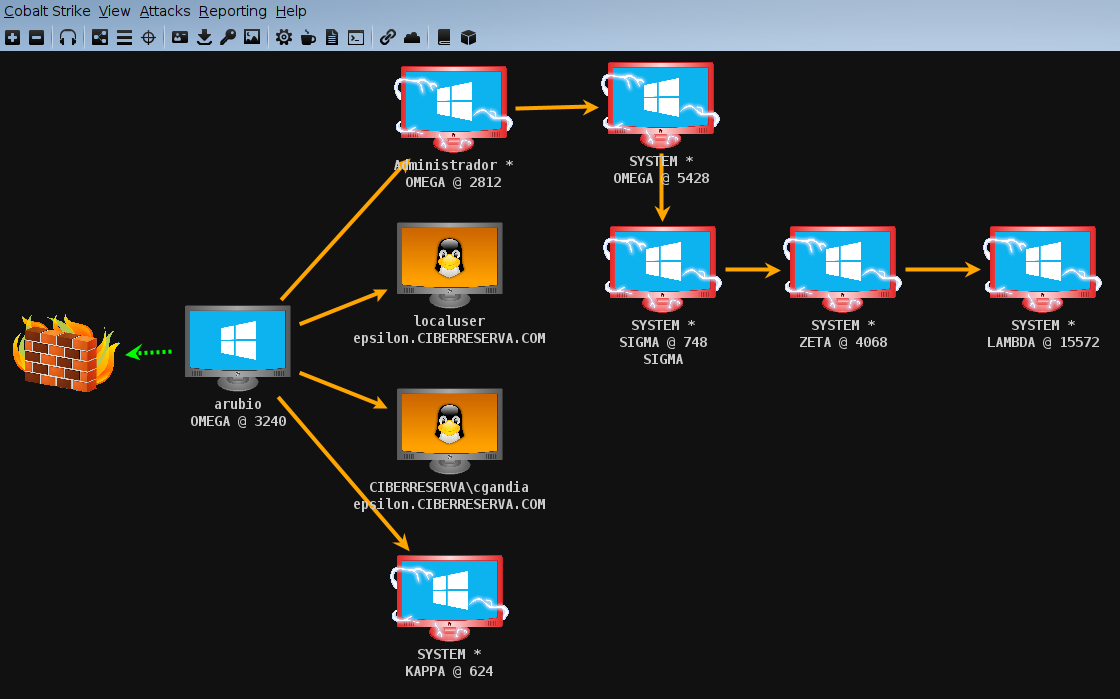 Cobalt Strike View Attacks Reporting Help
Administrador *
OMEGA @ 2812
SYSTEM *
OMEGA @ 5428
localuser
epsilon.CIBERRESERVA.COM
SYSTEM *
SIGMA @ 748
SIGMA
SYSTEM *
ZETA @ 4068
SYSTEM *
LAMBDA @ 15572
arubio
OMEGA @ 3240
CIBERRESERVA\cgandia
epsilon.CIBERRESERVA.COM
SYSTEM *
KAPPA @ 624